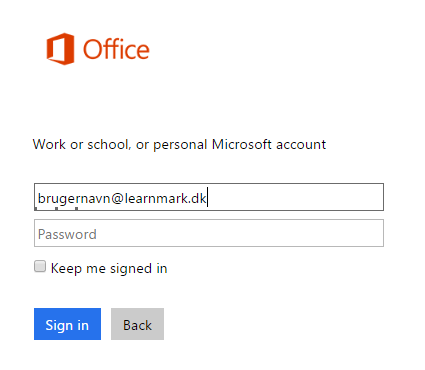 Office
Work or school, or personal Microsoft account
brugernavn@learnmark.dk
Password
Keep me signed in
Sign in Back